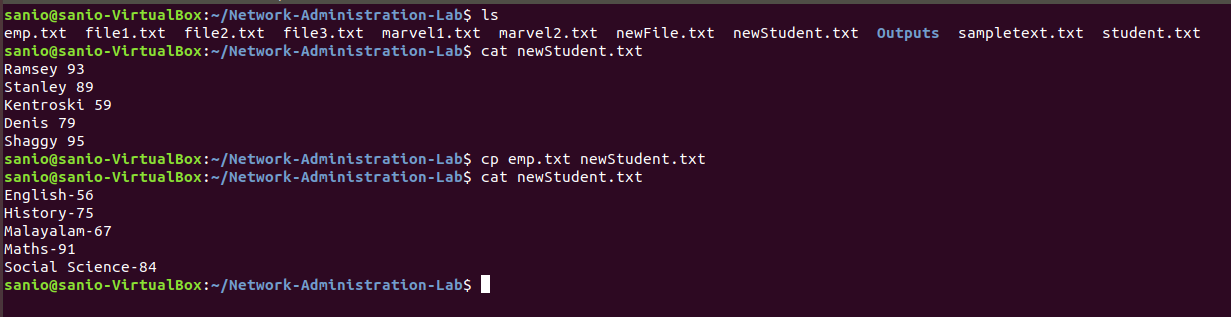 sanio@sanio-VirtualBox:~/Network-Administration-Lab$ ls
emp.txt  file1.txt  file2.txt  file3.txt  marvel1.txt  marvel2.txt  newFile.txt  newStudent.txt  Outputs  sampletext.txt  student.txt
sanio@sanio-VirtualBox:~/Network-Administration-Lab$ cat newStudent.txt
Ramsey 93
Stanley 89
Kentroski 59
Denis 79
Shaggy 95
sanio@sanio-VirtualBox:~/Network-Administration-Lab$ cp emp.txt newStudent.txt
sanio@sanio-VirtualBox:~/Network-Administration-Lab$ cat newStudent.txt
English-56
History-75
Malayalam-67
Maths-91
Social Science-84
sanio@sanio-VirtualBox:~/Network-Administration-Lab$